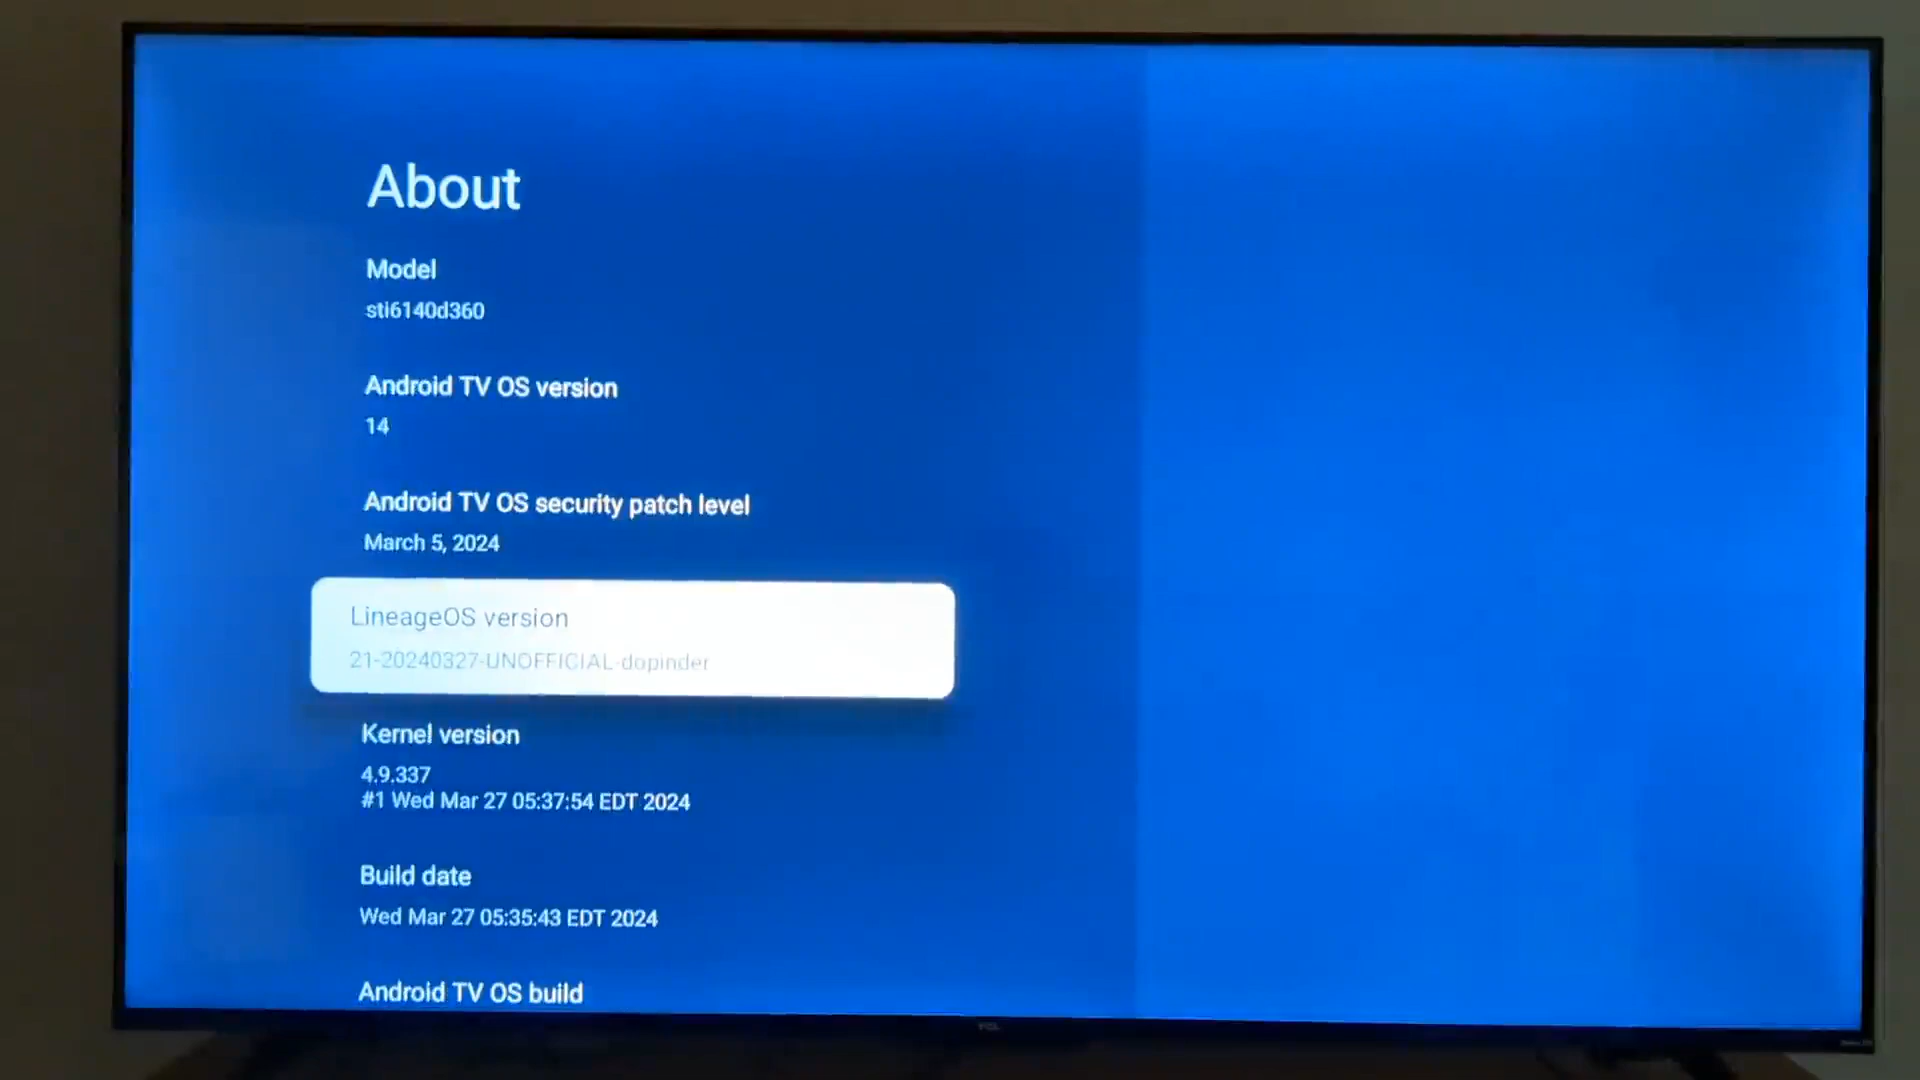 About
Model
sti6140d360
Android TV OS version
14
Android TV OS security patch level
March 5, 2024
LineageOS version
21-20240327-UNOFFICIAL-dopinder
Kernel version
4.9.337
#1 Wed Mar 27 05:37:54 EDT 2024
Build date
Wed Mar 27 05:35:43 EDT 2024
Android TV OS build
TCL